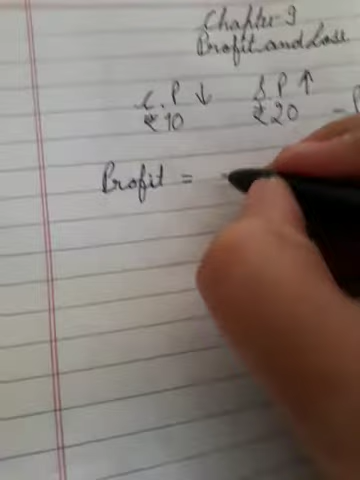 Chapter-9
Profit and Loss
C.P ↓ S.P ↑
₹10 ₹20 - P
Profit =